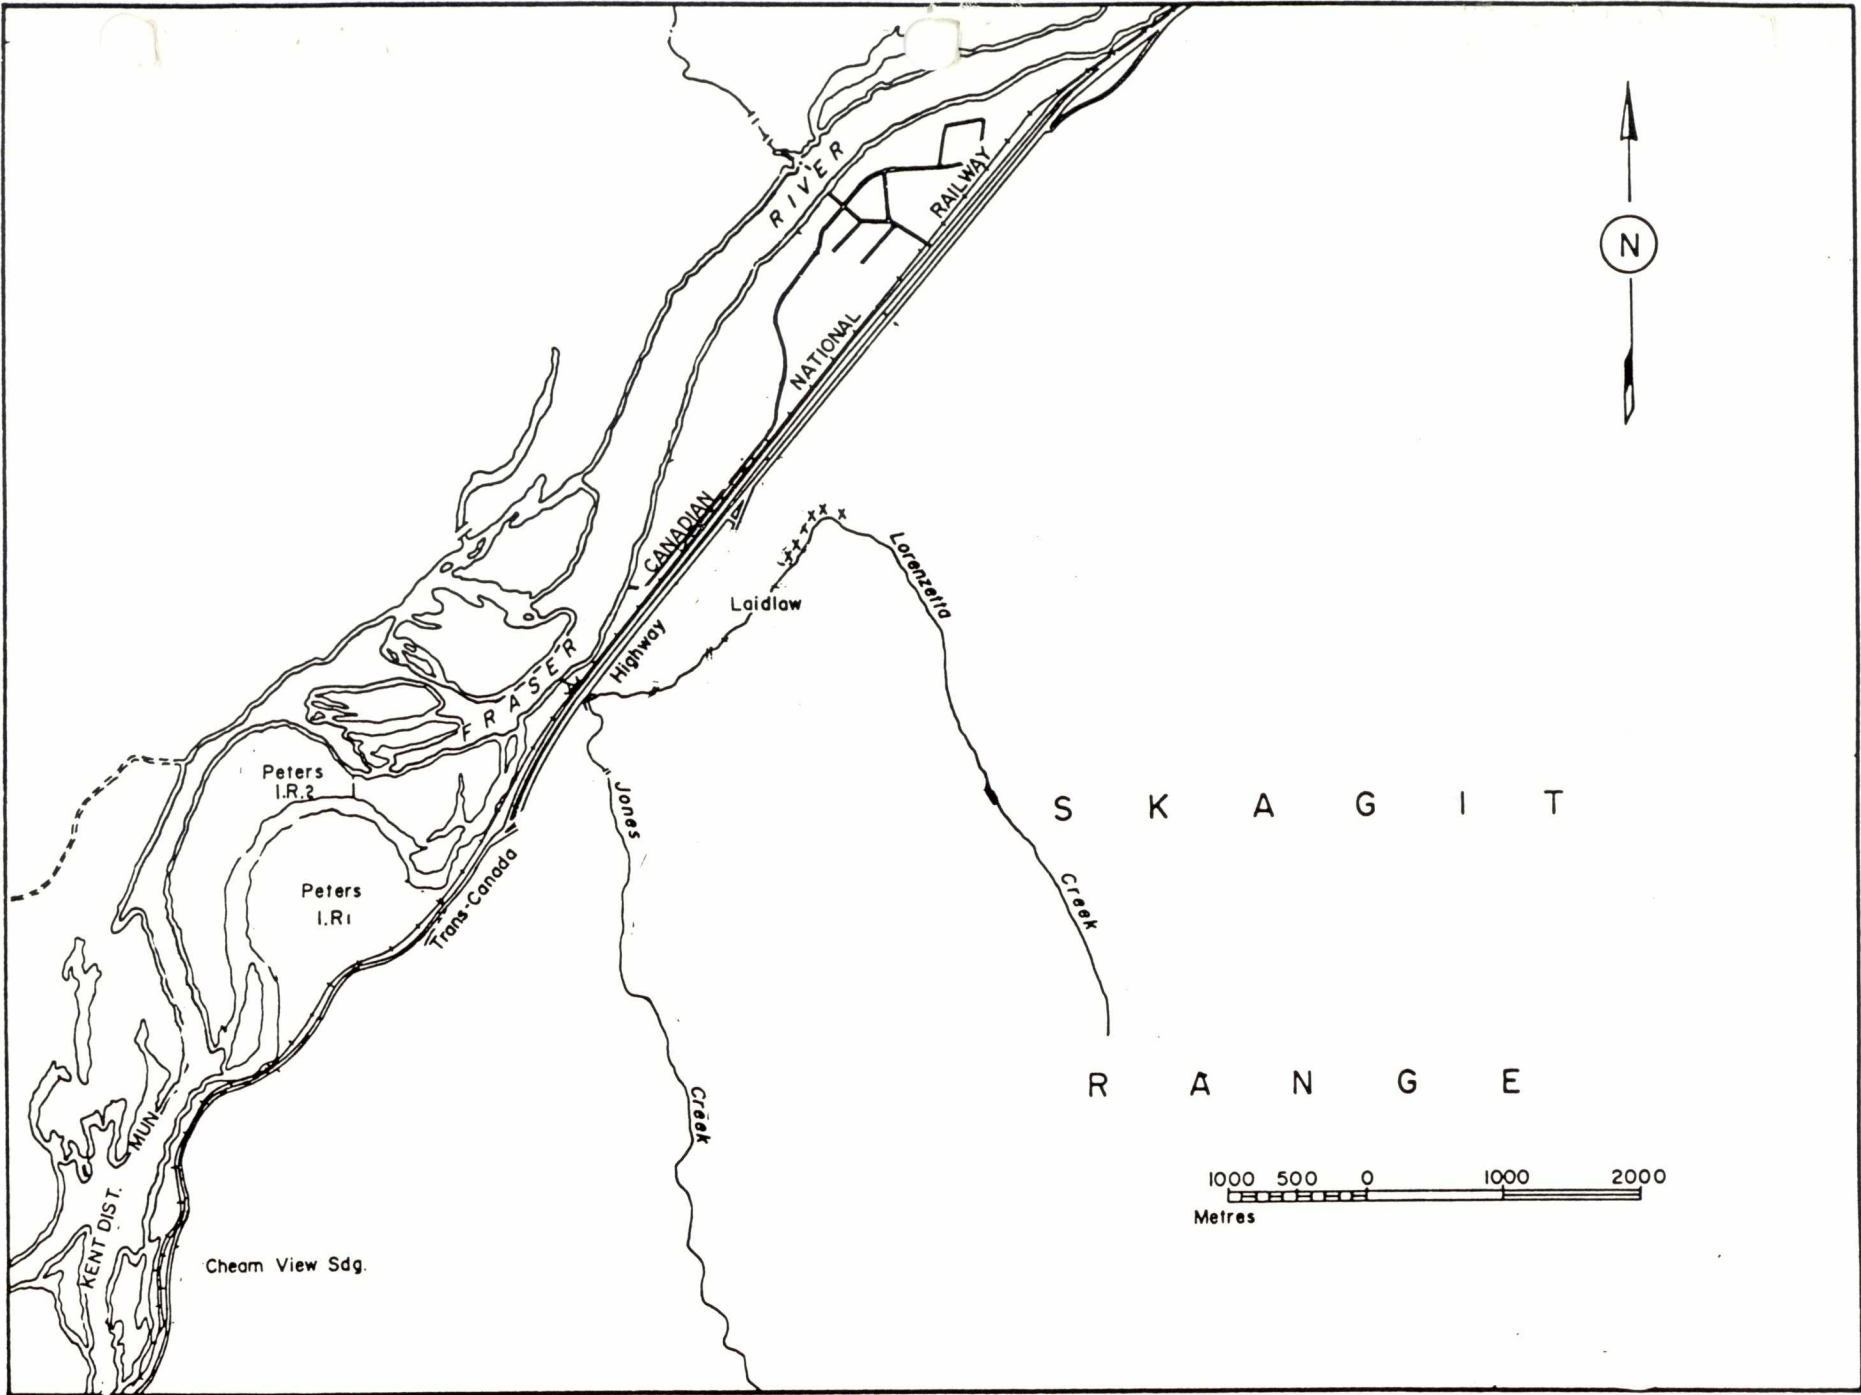 RIVER
RAILWAY
N
NATIONAL
CANADIAN
Lorenzetta
Laidlaw
Highway
FRASER
Peters
I.R.2
Jones
SKAGIT
Peters
I.R1
Trans-Canada
Creek
RANGE
Creek
MUN
KENT DIST.
1000 500 0 1000 2000
Metres
Cheam View Sdg.